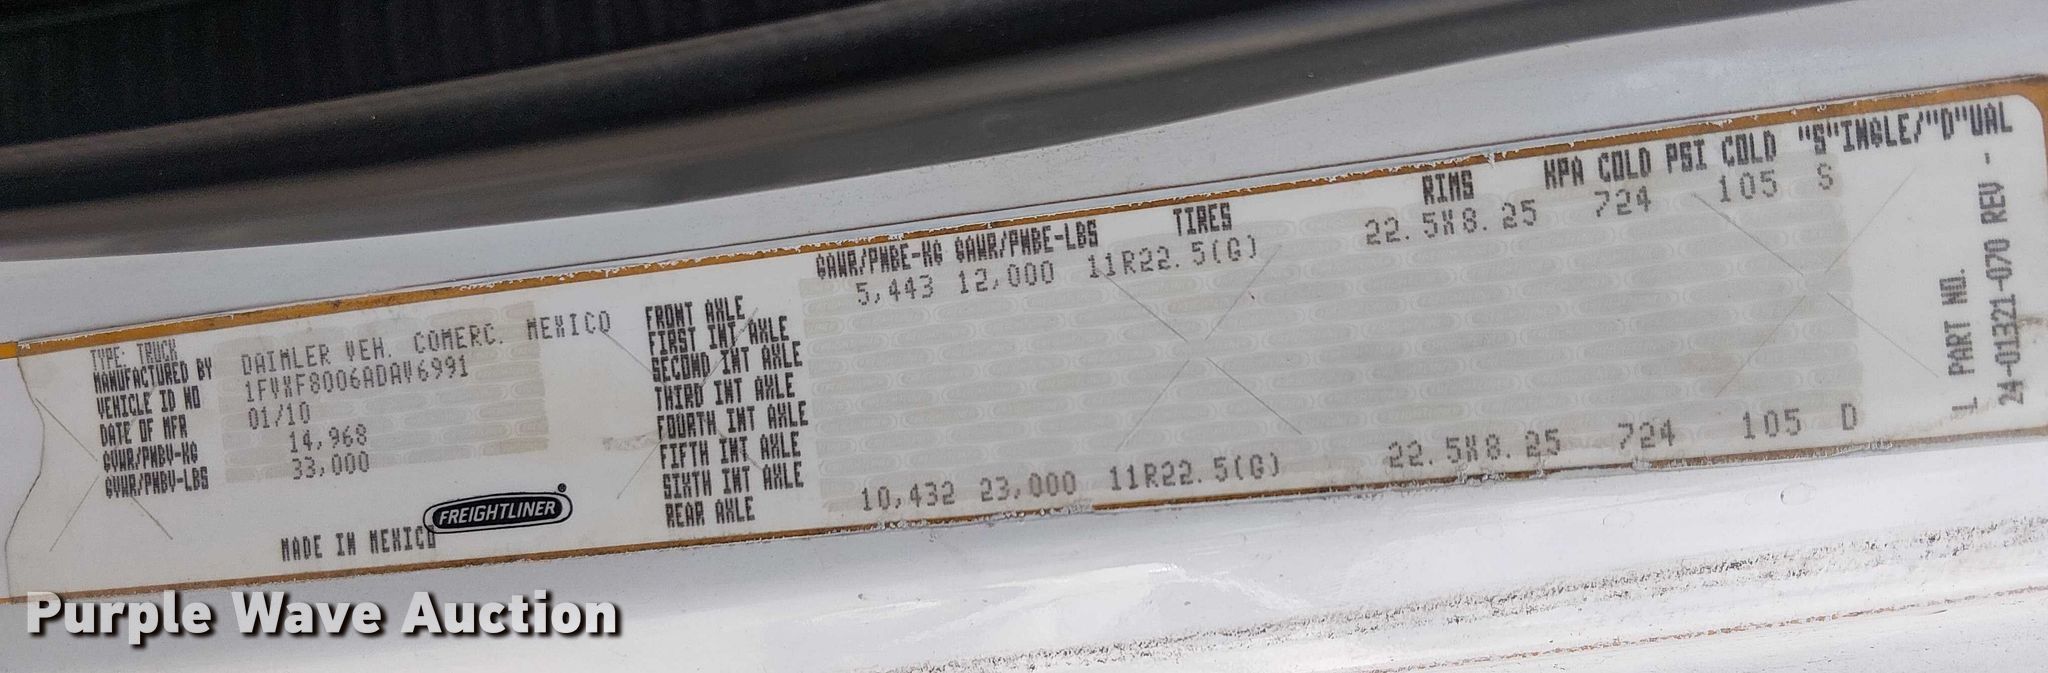 TYPE: TRUCK
MANUFACTURED BY DAIMLER VEH. COMERC. MEXICO
VEHICLE ID NO 1FVXF8006ADAV6991
DATE OF MFR 01/10
GVWR/PNBV-KG 14,968
GVWR/PNBV-LBS 33,000
MADE IN MEXICO
FREIGHTLINER®
GAWR/PNBE-KG GAWR/PNBE-LBS TIRES RIMS KPA COLD PSI COLD "S"INGLE/"D"UAL
FRONT AXLE 5,443 12,000 11R22.5(G) 22.5X8.25 724 105 S
FIRST INT AXLE
SECOND INT AXLE
THIRD INT AXLE
FOURTH INT AXLE
FIFTH INT AXLE
SIXTH INT AXLE
REAR AXLE 10,432 23,000 11R22.5(G) 22.5X8.25 724 105 D
PART NO.
24-01321-070 REV -
Purple Wave Auction